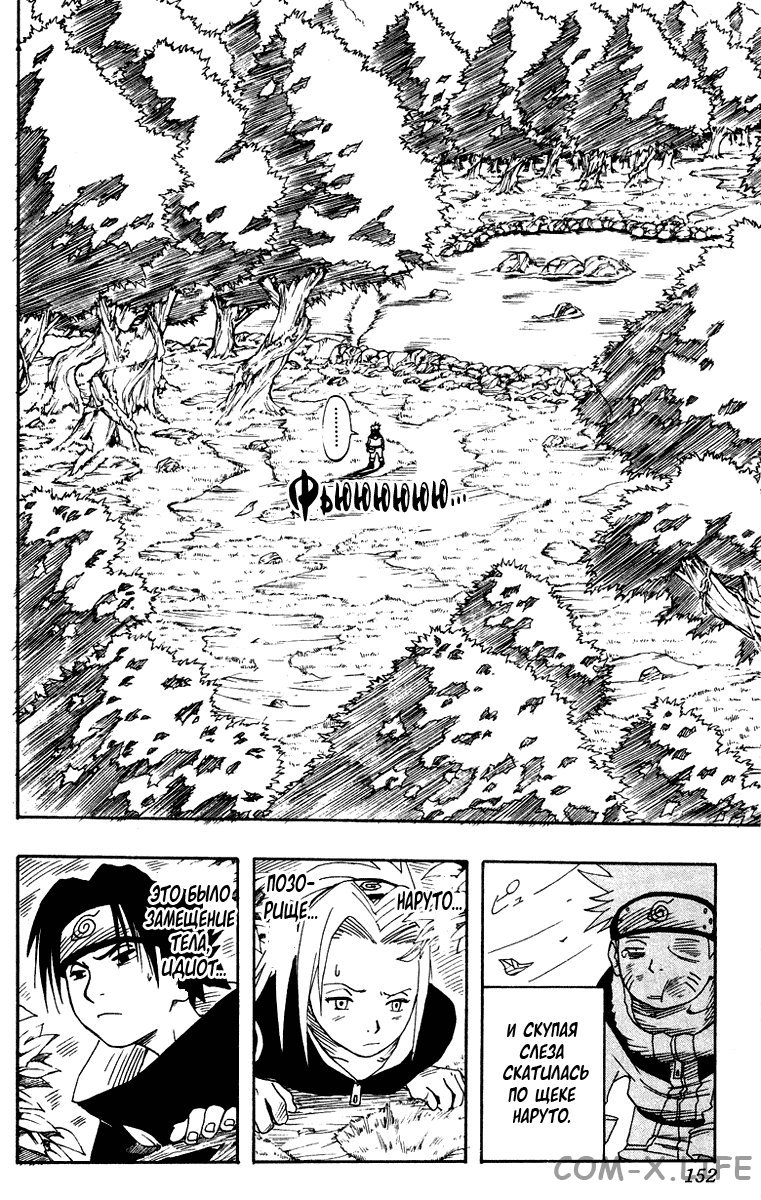 .........
Фьюююююю...
И СКУПАЯ
СЛЕЗА
СКАТИЛАСЬ
ПО ЩЕКЕ
НАРУТО.
НАРУТО...
ПОЗО-
РИЩЕ...
ЭТО БЫЛО
ЗАМЕЩЕНИЕ
ТЕЛА,
ИДИОТ...
152
COM-X.LIFE